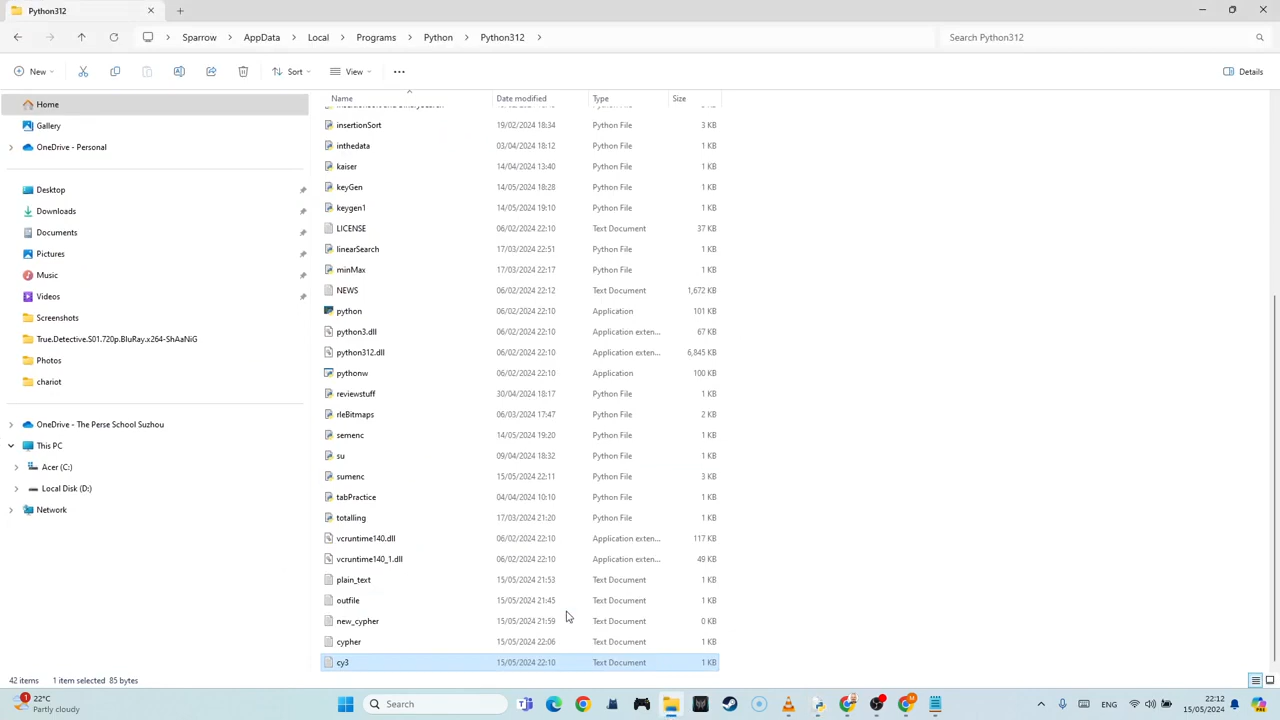 Python312
Sparrow > AppData > Local > Programs > Python > Python312 >
Search Python312
New
Sort
View
Details
Home
Gallery
OneDrive - Personal
Desktop
Downloads
Documents
Pictures
Music
Videos
Screenshots
True.Detective.S01.720p.BluRay.x264-ShAaNiG
Photos
chariot
OneDrive - The Perse School Suzhou
This PC
Acer (C:)
Local Disk (D:)
Network
Name Date modified Type Size
insertionSort 19/02/2024 18:34 Python File 3 KB
inthedata 03/04/2024 18:12 Python File 1 KB
kaiser 14/04/2024 13:40 Python File 1 KB
keyGen 14/05/2024 18:28 Python File 1 KB
keygen1 14/05/2024 19:10 Python File 1 KB
LICENSE 06/02/2024 22:10 Text Document 37 KB
linearSearch 17/03/2024 22:51 Python File 1 KB
minMax 17/03/2024 22:17 Python File 1 KB
NEWS 06/02/2024 22:12 Text Document 1,672 KB
python 06/02/2024 22:10 Application 101 KB
python3.dll 06/02/2024 22:10 Application exten... 67 KB
python312.dll 06/02/2024 22:10 Application exten... 6,845 KB
pythonw 06/02/2024 22:10 Application 100 KB
reviewstuff 30/04/2024 18:17 Python File 1 KB
rleBitmaps 06/03/2024 17:47 Python File 2 KB
semenc 14/05/2024 19:20 Python File 1 KB
su 09/04/2024 18:32 Python File 1 KB
sumenc 15/05/2024 22:11 Python File 3 KB
tabPractice 04/04/2024 10:10 Python File 1 KB
totalling 17/03/2024 21:20 Python File 1 KB
vcruntime140.dll 06/02/2024 22:10 Application exten... 117 KB
vcruntime140_1.dll 06/02/2024 22:10 Application exten... 49 KB
plain_text 15/05/2024 21:53 Text Document 1 KB
outfile 15/05/2024 21:45 Text Document 1 KB
new_cypher 15/05/2024 21:59 Text Document 0 KB
cypher 15/05/2024 22:06 Text Document 1 KB
cy3 15/05/2024 22:10 Text Document 1 KB
42 items 1 item selected 85 bytes
1
22°C
Partly cloudy
Search
ENG
22:12
15/05/2024